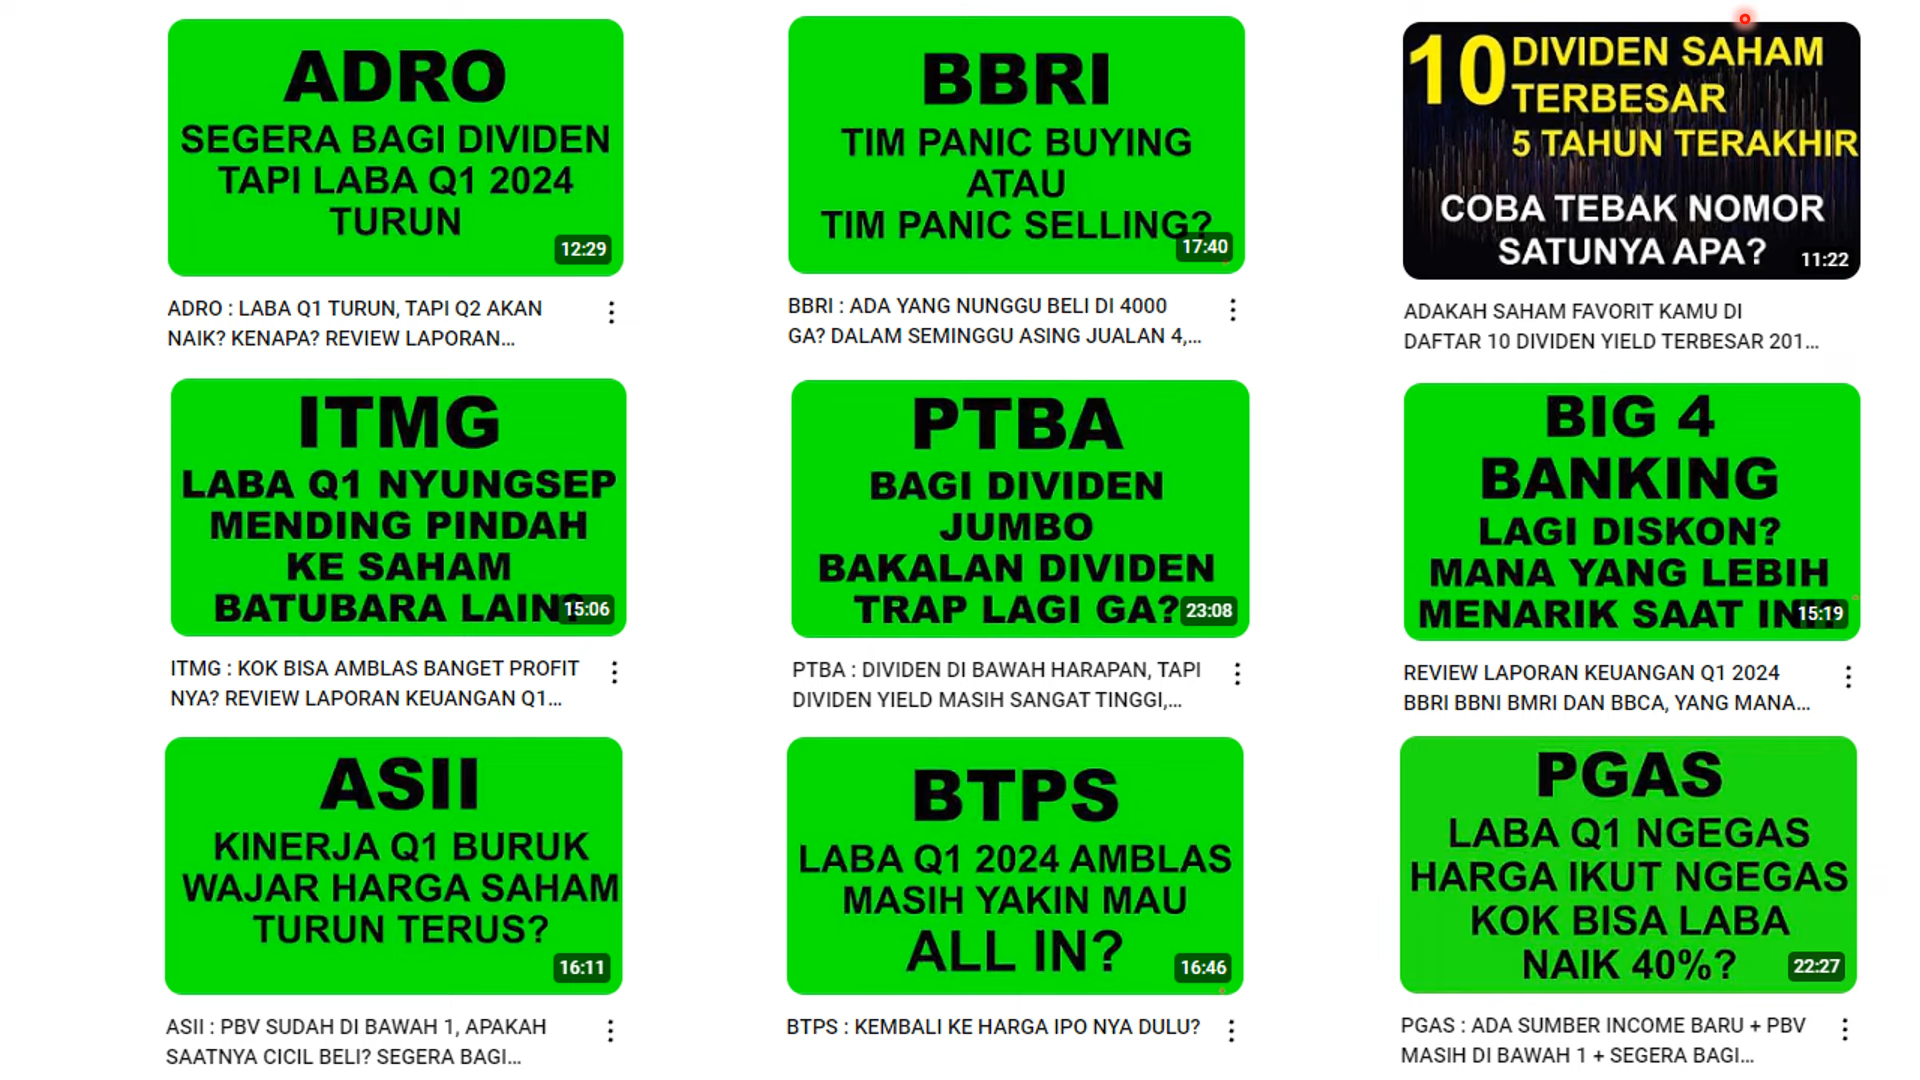 ADRO
SEGERA BAGI DIVIDEN
TAPI LABA Q1 2024
TURUN
12:29
ADRO : LABA Q1 TURUN, TAPI Q2 AKAN
NAIK? KENAPA? REVIEW LAPORAN...
BBRI
TIM PANIC BUYING
ATAU
TIM PANIC SELLING?
17:40
BBRI : ADA YANG NUNGGU BELI DI 4000
GA? DALAM SEMINGGU ASING JUALAN 4,...
10 DIVIDEN SAHAM
TERBESAR
5 TAHUN TERAKHIR
COBA TEBAK NOMOR
SATUNYA APA?
11:22
ADAKAH SAHAM FAVORIT KAMU DI
DAFTAR 10 DIVIDEN YIELD TERBESAR 201...
ITMG
LABA Q1 NYUNGSEP
MENDING PINDAH
KE SAHAM
BATUBARA LAIN?
15:06
ITMG : KOK BISA AMBLAS BANGET PROFIT
NYA? REVIEW LAPORAN KEUANGAN Q1...
PTBA
BAGI DIVIDEN
JUMBO
BAKALAN DIVIDEN
TRAP LAGI GA?
23:08
PTBA : DIVIDEN DI BAWAH HARAPAN, TAPI
DIVIDEN YIELD MASIH SANGAT TINGGI,...
BIG 4
BANKING
LAGI DISKON?
MANA YANG LEBIH
MENARIK SAAT
15:19
REVIEW LAPORAN KEUANGAN Q1 2024
BBRI BBNI BMRI DAN BBCA, YANG MANA...
ASII
KINERJA Q1 BURUK
WAJAR HARGA SAHAM
TURUN TERUS?
16:11
ASII : PBV SUDAH DI BAWAH 1, APAKAH
SAATNYA CICIL BELI? SEGERA BAGI...
BTPS
LABA Q1 2024 AMBLAS
MASIH YAKIN MAU
ALL IN?
16:46
BTPS : KEMBALI KE HARGA IPO NYA DULU?
PGAS
LABA Q1 NGEGAS
HARGA IKUT NGEGAS
KOK BISA LABA
NAIK 40%?
22:27
PGAS : ADA SUMBER INCOME BARU + PBV
MASIH DI BAWAH 1 + SEGERA BAGI...